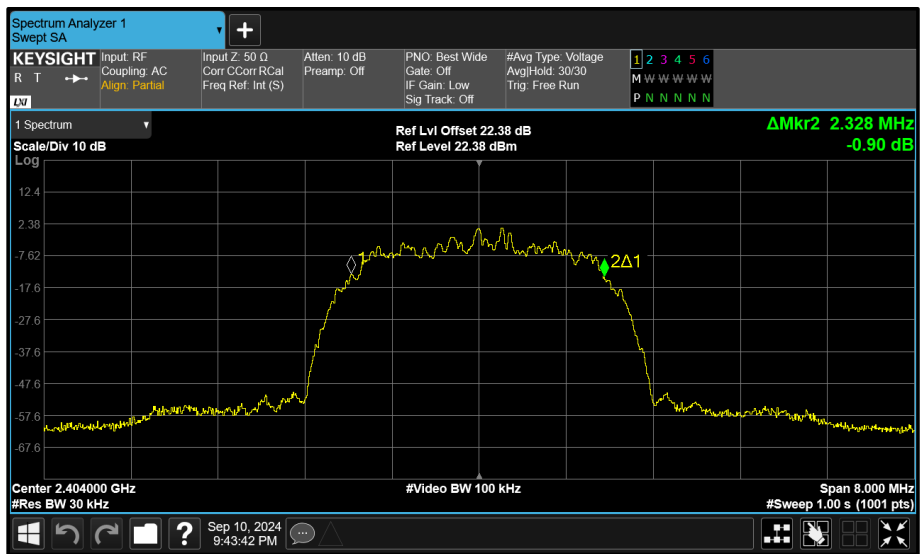 Spectrum Analyzer 1
Swept SA
KEYSIGHT
R T
LXI
Input: RF
Coupling: AC
Align: Partial
Input Z: 50 Ω
Corr CCorr RCal
Freq Ref: Int (S)
Atten: 10 dB
Preamp: Off
PNO: Best Wide
Gate: Off
IF Gain: Low
Sig Track: Off
#Avg Type: Voltage
Avg|Hold: 30/30
Trig: Free Run
1 2 3 4 5 6
M W W W W W
P N N N N N
1 Spectrum
Scale/Div 10 dB
Ref Lvl Offset 22.38 dB
Ref Level 22.38 dBm
ΔMkr2 2.328 MHz
-0.90 dB
Log
12.4
2.38
-7.62
-17.6
-27.6
-37.6
-47.6
-57.6
-67.6
1
2Δ1
Center 2.404000 GHz
#Res BW 30 kHz
#Video BW 100 kHz
Span 8.000 MHz
#Sweep 1.00 s (1001 pts)
?
Sep 10, 2024
9:43:42 PM